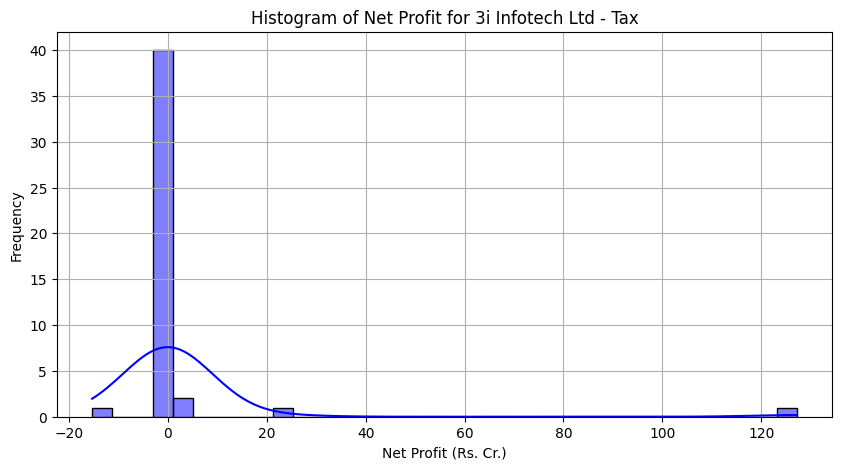 Histogram of Net Profit for 3i Infotech Ltd - Tax
40
35
30
25
20
15
10
5
0
Frequency
−20 0 20 40 60 80 100 120
Net Profit (Rs. Cr.)